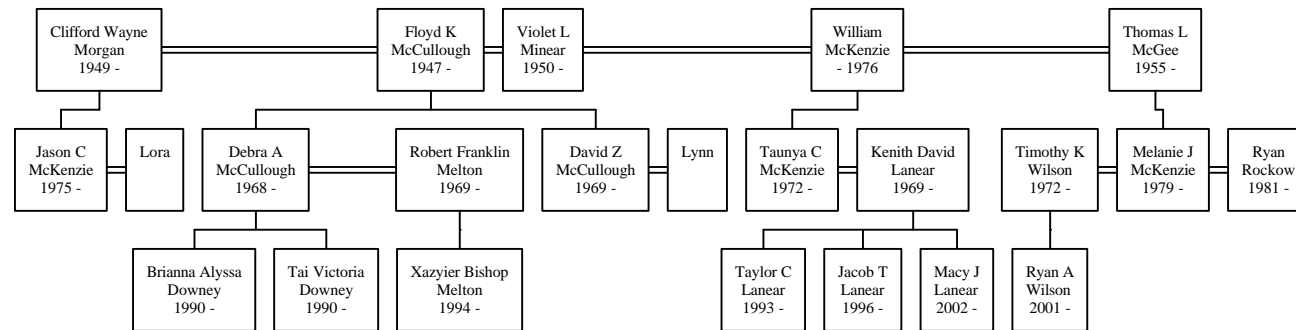 Clifford Wayne
Morgan
1949 -
Floyd K
McCullough
1947 -
Violet L
Minear
1950 -
William
McKenzie
- 1976
Thomas L
McGee
1955 -
Jason C
McKenzie
1975 -
Lora
Debra A
McCullough
1968 -
Robert Franklin
Melton
1969 -
David Z
McCullough
1969 -
Lynn
Taunya C
McKenzie
1972 -
Kenith David
Lanear
1969 -
Timothy K
Wilson
1972 -
Melanie J
McKenzie
1979 -
Ryan
Rockow
1981 -
Brianna Alyssa
Downey
1990 -
Tai Victoria
Downey
1990 -
Xazyier Bishop
Melton
1994 -
Taylor C
Lanear
1993 -
Jacob T
Lanear
1996 -
Macy J
Lanear
2002 -
Ryan A
Wilson
2001 -